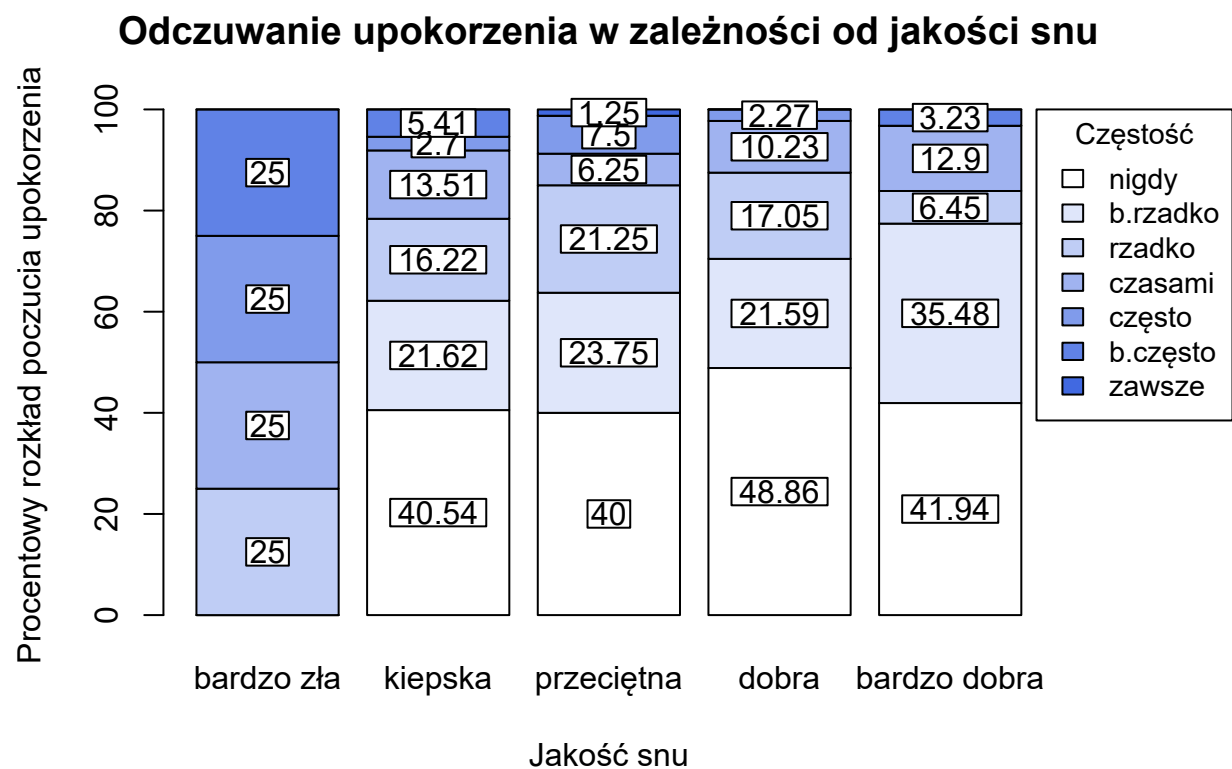 Odczuwanie upokorzenia w zależności od jakości snu
Procentowy rozkład poczucia upokorzenia
100
80
60
40
20
0
25
25
25
25
5.41
2.7
13.51
16.22
21.62
40.54
1.25
7.5
6.25
21.25
23.75
40
2.27
10.23
17.05
21.59
48.86
3.23
12.9
6.45
35.48
41.94
Częstość
nigdy
b.rzadko
rzadko
czasami
często
b.często
zawsze
bardzo zła kiepska przeciętna dobra bardzo dobra
Jakość snu